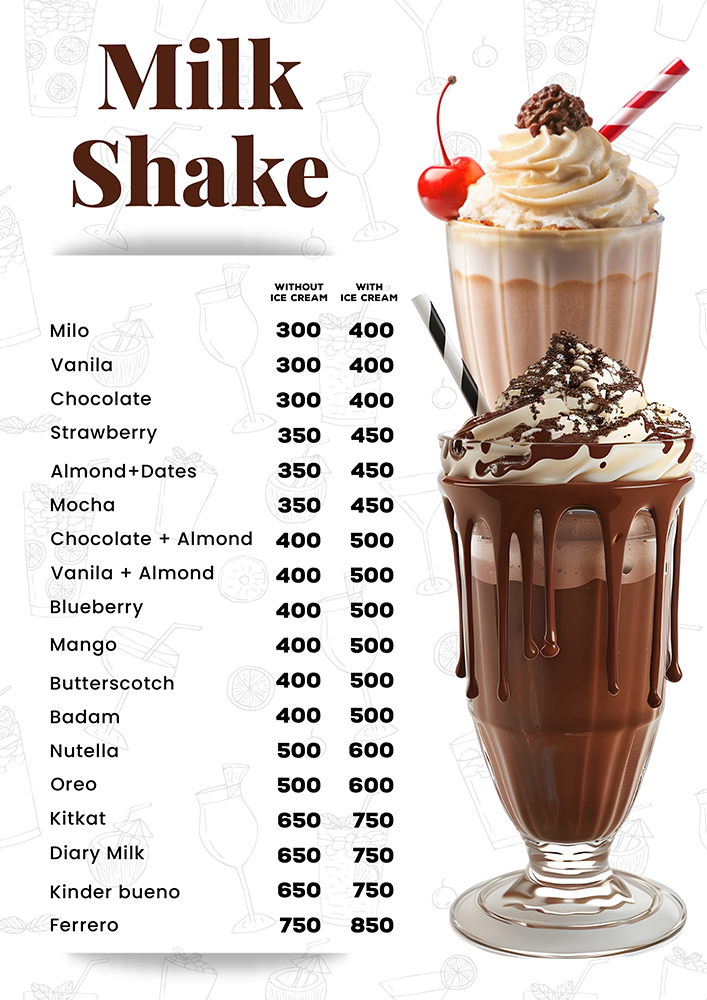 Milk
Shake
WITHOUT ICE CREAM WITH ICE CREAM
Milo 300 400
Vanila 300 400
Chocolate 300 400
Strawberry 350 450
Almond+Dates 350 450
Mocha 350 450
Chocolate + Almond 400 500
Vanila + Almond 400 500
Blueberry 400 500
Mango 400 500
Butterscotch 400 500
Badam 400 500
Nutella 500 600
Oreo 500 600
Kitkat 650 750
Diary Milk 650 750
Kinder bueno 650 750
Ferrero 750 850